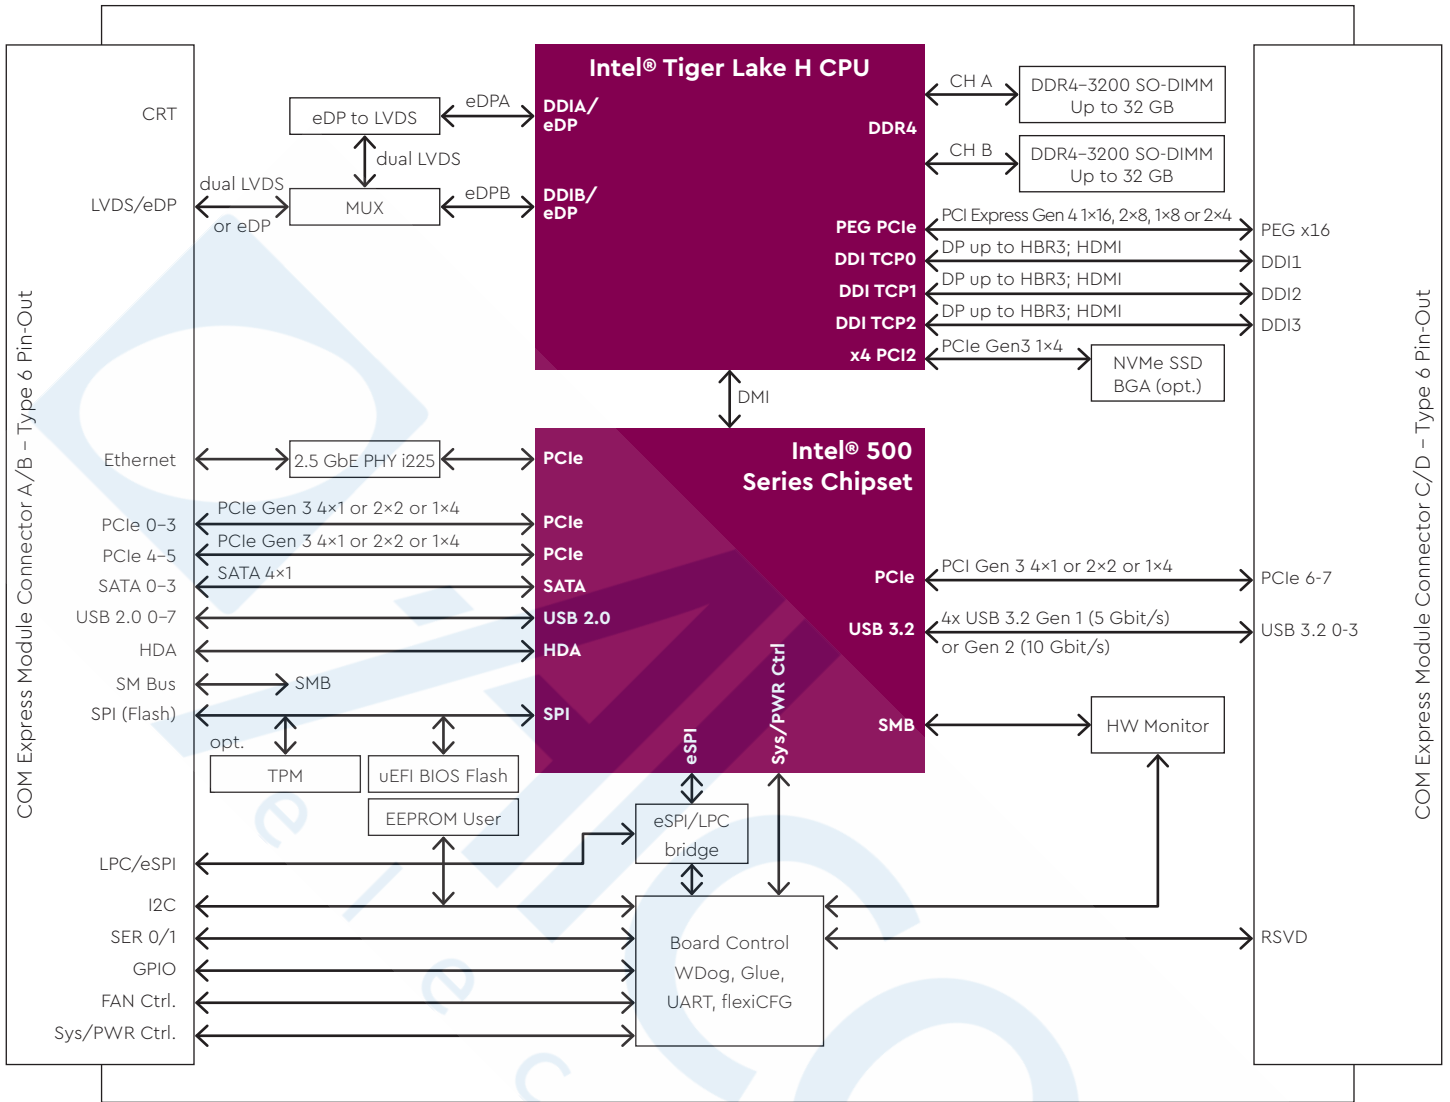 COM Express Module Connector A/B – Type 6 Pin-Out
CRT
LVDS/eDP
Ethernet
PCIe 0–3
PCIe 4–5
SATA 0–3
USB 2.0 0–7
HDA
SM Bus
SPI (Flash)
LPC/eSPI
I2C
SER 0/1
GPIO
FAN Ctrl.
Sys/PWR Ctrl.
eDP to LVDS
eDPA
dual LVDS
dual LVDS
or eDP
MUX
eDPB
2.5 GbE PHY i225
PCIe Gen 3 4×1 or 2×2 or 1×4
PCIe Gen 3 4×1 or 2×2 or 1×4
SATA 4×1
SMB
opt.
TPM
uEFI BIOS Flash
EEPROM User
Intel® Tiger Lake H CPU
DDIA/
eDP
DDIB/
eDP
DDR4
PEG PCIe
DDI TCP0
DDI TCP1
DDI TCP2
x4 PCI2
DMI
Intel® 500
Series Chipset
PCIe
PCIe
PCIe
SATA
USB 2.0
HDA
SPI
eSPI
Sys/PWR Ctrl
PCIe
USB 3.2
SMB
eSPI/LPC
bridge
Board Control
WDog, Glue,
UART, flexiCFG
CH A
DDR4–3200 SO-DIMM
Up to 32 GB
CH B
DDR4–3200 SO-DIMM
Up to 32 GB
PCI Express Gen 4 1×16, 2×8, 1×8 or 2×4
DP up to HBR3; HDMI
DP up to HBR3; HDMI
DP up to HBR3; HDMI
PCIe Gen3 1×4
NVMe SSD
BGA (opt.)
PCI Gen 3 4×1 or 2×2 or 1×4
4x USB 3.2 Gen 1 (5 Gbit/s)
or Gen 2 (10 Gbit/s)
HW Monitor
PEG x16
DDI1
DDI2
DDI3
PCIe 6-7
USB 3.2 0-3
RSVD
COM Express Module Connector C/D – Type 6 Pin-Out